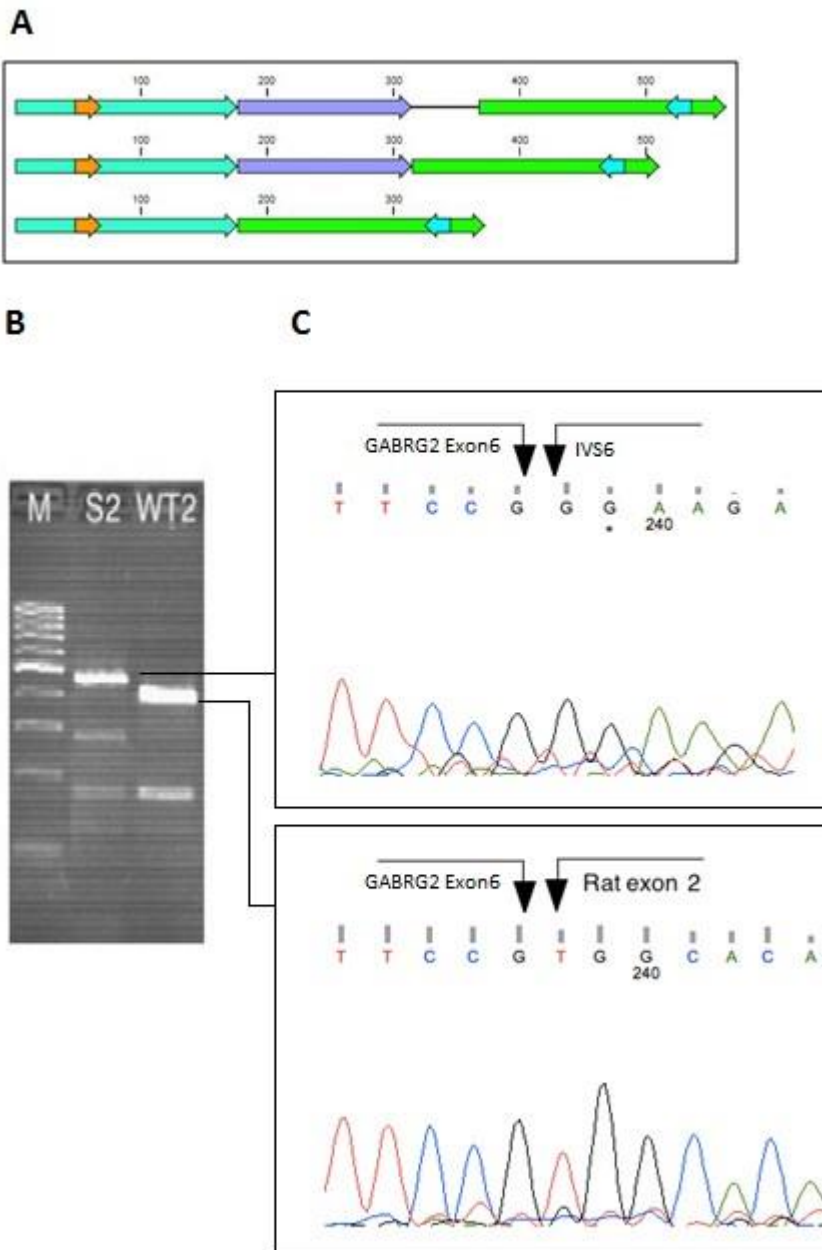 A
100 200 300 400 500
100 200 300 400 500
100 200 300
B
C
M S2 WT2
GABRG2 Exon6 IVS6
T T C C G G G A A G A
* 240
GABRG2 Exon6 Rat exon 2
T T C C G T G G C A C A
240